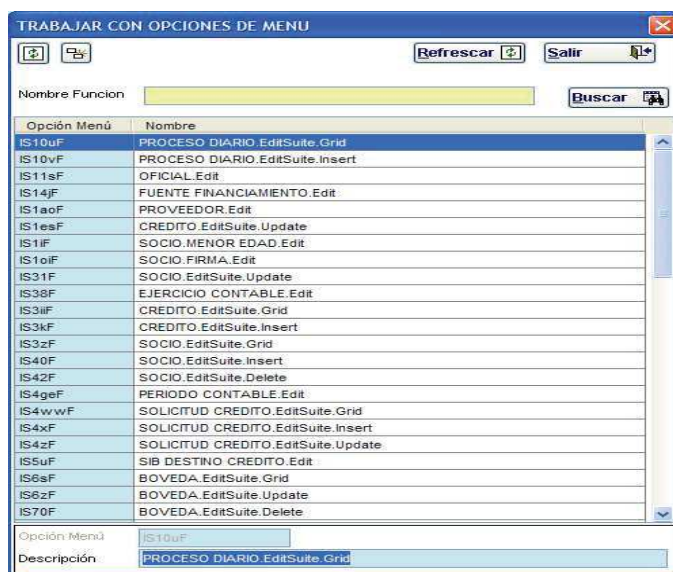 TRABAJAR CON OPCIONES DE MENU
Refrescar Salir
Nombre Funcion Buscar
Opción Menú Nombre
IS10uF PROCESO DIARIO.EditSuite.Grid
IS10vF PROCESO DIARIO.EditSuite.Insert
IS11sF OFICIAL.Edit
IS14jF FUENTE FINANCIAMIENTO.Edit
IS1aoF PROVEEDOR.Edit
IS1esF CREDITO.EditSuite.Update
IS1iF SOCIO.MENOR EDAD.Edit
IS1oiF SOCIO.FIRMA.Edit
IS31F SOCIO.EditSuite.Update
IS38F EJERCICIO CONTABLE.Edit
IS3iiF CREDITO.EditSuite.Grid
IS3kF CREDITO.EditSuite.Insert
IS3zF SOCIO.EditSuite.Grid
IS40F SOCIO.EditSuite.Insert
IS42F SOCIO.EditSuite.Delete
IS4geF PERIODO CONTABLE.Edit
IS4wwF SOLICITUD CREDITO.EditSuite.Grid
IS4xF SOLICITUD CREDITO.EditSuite.Insert
IS4zF SOLICITUD CREDITO.EditSuite.Update
IS5uF SIB DESTINO CREDITO.Edit
IS6sF BOVEDA.EditSuite.Grid
IS6zF BOVEDA.EditSuite.Update
IS70F BOVEDA.EditSuite.Delete
Opción Menú IS10uF
Descripción PROCESO DIARIO.EditSuite.Grid